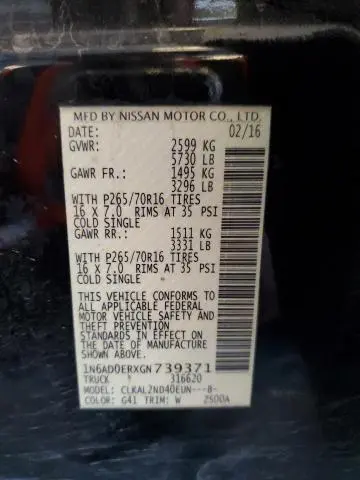 MFD BY NISSAN MOTOR CO., LTD.
DATE: 02/16
GVWR: 2599 KG
5730 LB
GAWR FR.: 1495 KG
3296 LB
WITH P265/70R16 TIRES
16 X 7.0 RIMS AT 35 PSI
COLD SINGLE
GAWR RR.: 1511 KG
3331 LB
WITH P265/70R16 TIRES
16 X 7.0 RIMS AT 35 PSI
COLD SINGLE
THIS VEHICLE CONFORMS TO
ALL APPLICABLE FEDERAL
MOTOR VEHICLE SAFETY AND
THEFT PREVENTION
STANDARDS IN EFFECT ON
THE DATE OF MANUFACTURE
SHOWN ABOVE.
1N6AD0ERXGN739371
TRUCK 316620
MODEL: CLKAL2ND40EUN---B-
COLOR: G41 TRIM: W 2500A